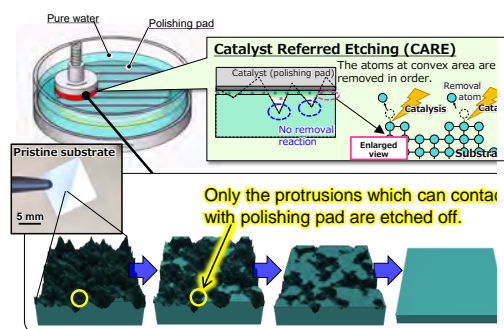 Pure water
Polishing pad
Catalyst Referred Etching (CARE)
The atoms at convex area are
removed in order.
Catalyst (polishing pad)
Removal
atom
Catalysis
Cata
No removal
reaction
Enlarged
view
Substra
Pristine substrate
5 mm
Only the protrusions which can contac
with polishing pad are etched off.